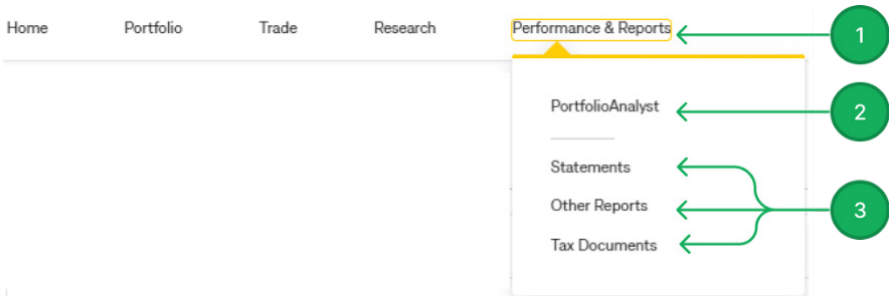 Home Portfolio Trade Research Performance & Reports 1
PortfolioAnalyst 2
Statements
Other Reports 3
Tax Documents